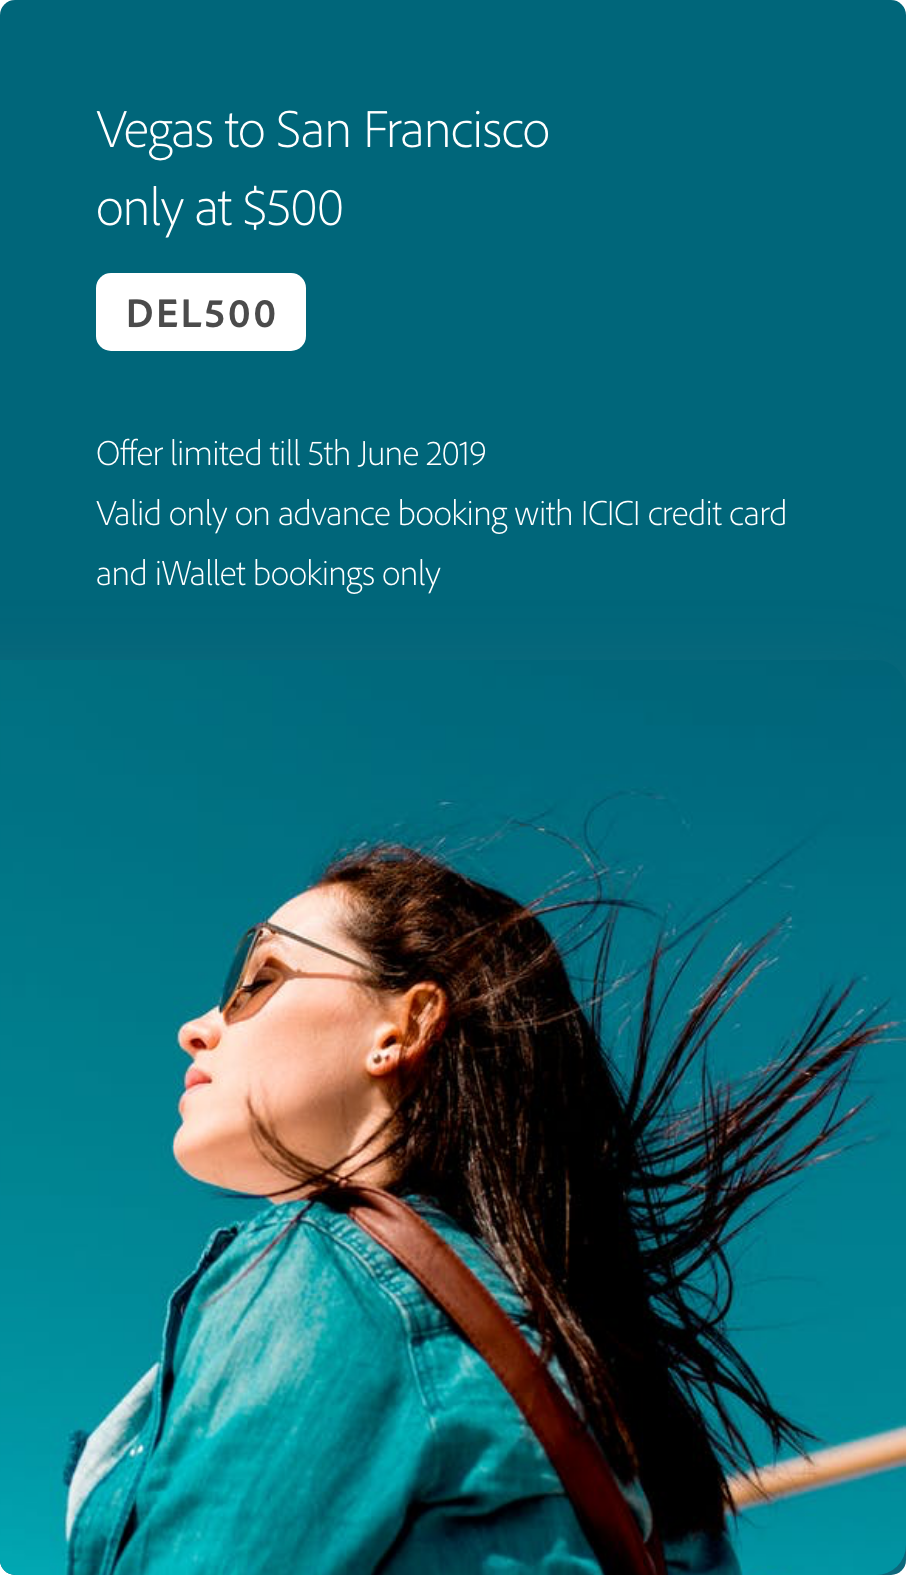 Vegas to San Francisco
only at $500
DEL500
Offer limited till 5th June 2019
Valid only on advance booking with ICICI credit card
and iWallet bookings only